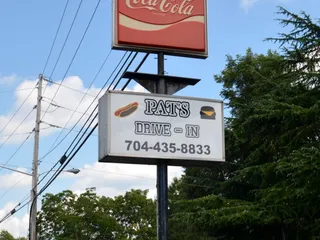 Coca-Cola
PAT'S
DRIVE-IN
704-435-8833